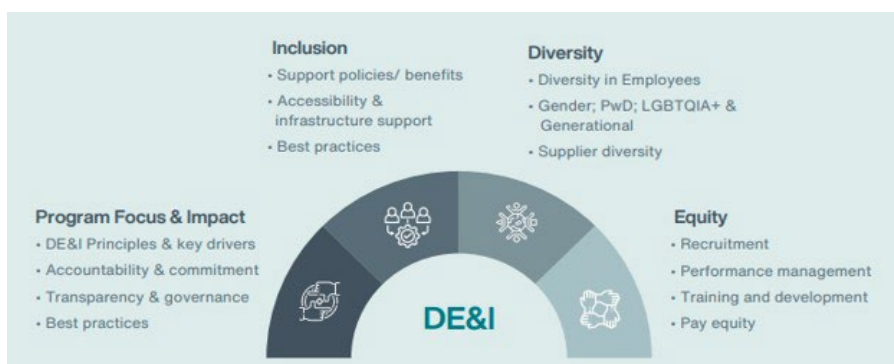 Inclusion
• Support policies/ benefits
• Accessibility &
infrastructure support
• Best practices
Diversity
• Diversity in Employees
• Gender; PwD; LGBTQIA+ &
Generational
• Supplier diversity
Program Focus & Impact
• DE&I Principles & key drivers
• Accountability & commitment
• Transparency & governance
• Best practices
Equity
• Recruitment
• Performance management
• Training and development
• Pay equity
DE&I